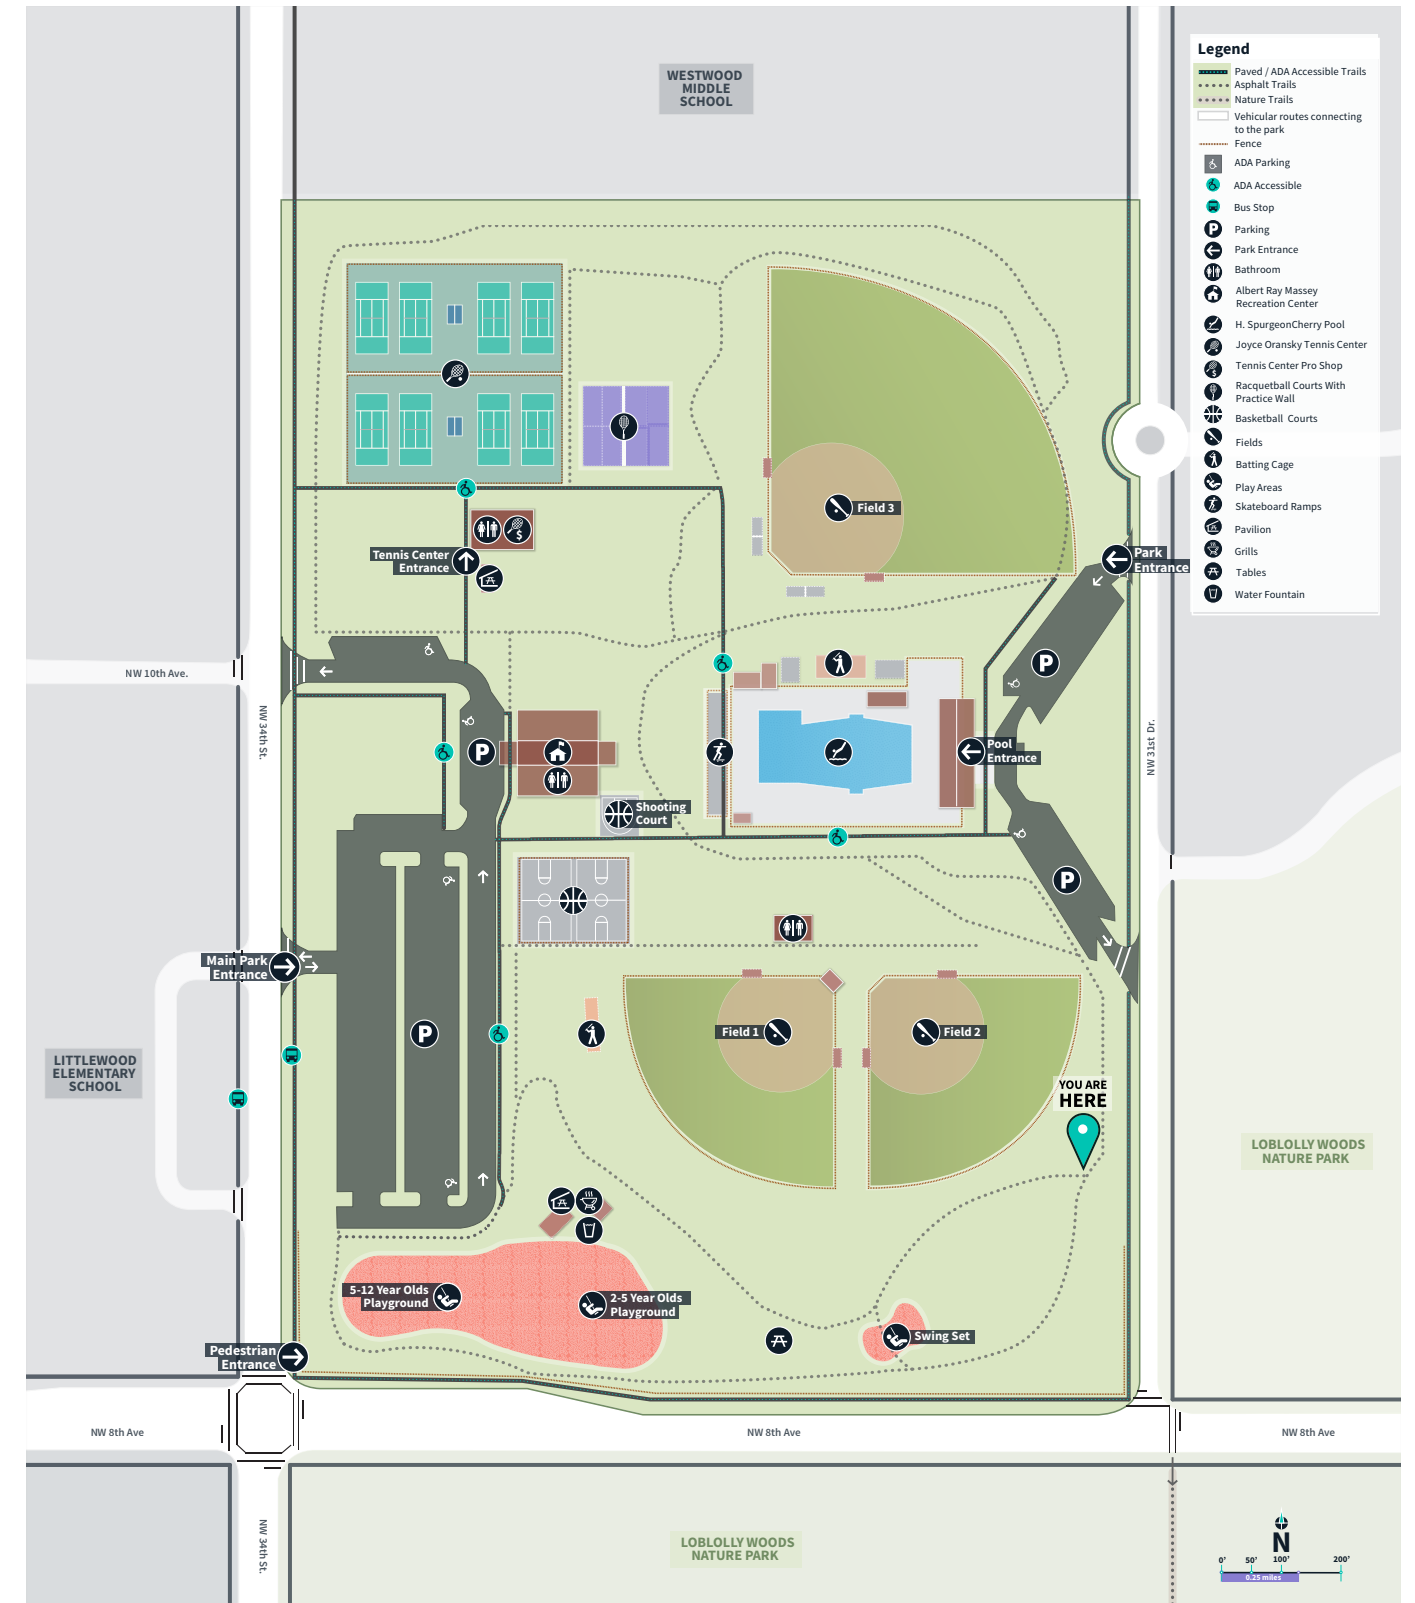 WESTWOOD
MIDDLE
SCHOOL
Legend
Paved / ADA Accessible Trails
Asphalt Trails
Nature Trails
Vehicular routes connecting
to the park
Fence
ADA Parking
ADA Accessible
Bus Stop
P
Parking
Park Entrance
Bathroom
Albert Ray Massey
Recreation Center
H. SpurgeonCherry Pool
Joyce Oransky Tennis Center
$
Tennis Center Pro Shop
Racquetball Courts With
Practice Wall
Basketball Courts
Fields
Batting Cage
Play Areas
Skateboard Ramps
Pavilion
Grills
Tables
Water Fountain
Field 3
$
Tennis Center
Entrance
Park
Entrance
NW 10th Ave.
NW 34th St.
P
P
Pool
Entrance
NW 31st Dr.
Shooting
Court
P
Main Park
Entrance
P
Field 1
Field 2
LITTLEWOOD
ELEMENTARY
SCHOOL
YOU ARE
HERE
LOBLOLLY WOODS
NATURE PARK
5-12 Year Olds
Playground
2-5 Year Olds
Playground
Swing Set
Pedestrian
Entrance
NW 8th Ave
NW 8th Ave
NW 8th Ave
NW 34th St.
LOBLOLLY WOODS
NATURE PARK
N
0' 50' 100' 200'
0.25 miles